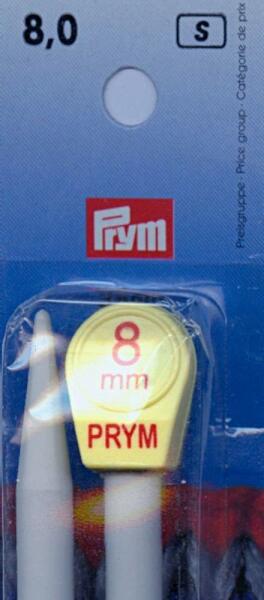 8,0
S
Preisgruppe · Price group · Catégorie de prix
Prym
8
mm
PRYM